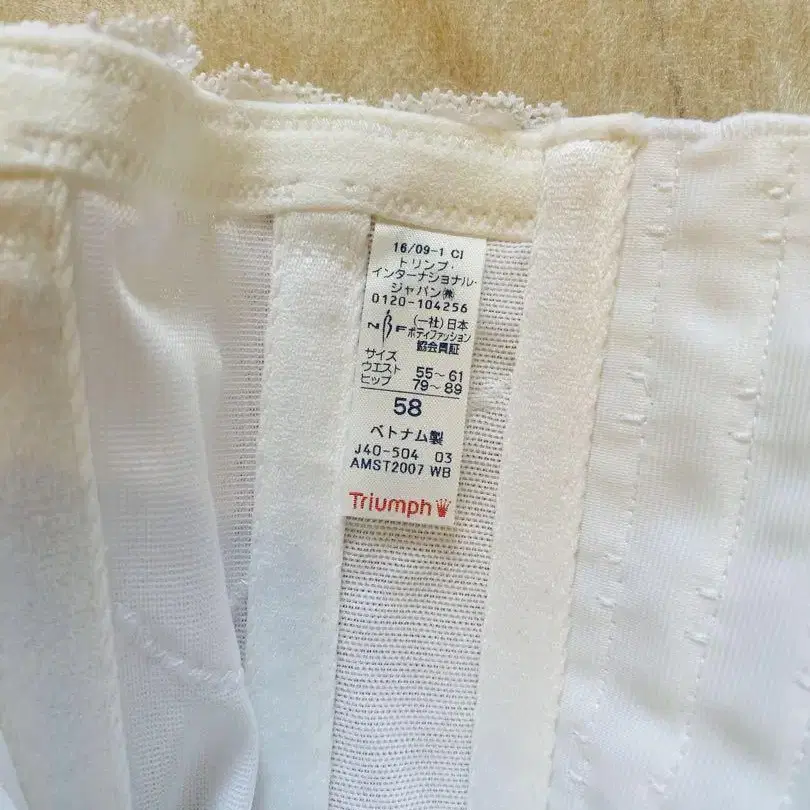 16/09-1 CI
トリンプ・
インターナショナル・
ジャパン㈱
0120-104256
NBF (一社)日本
ボディファッション
協会員証
サイズ
ウエスト 55～61
ヒップ 79～89
58
ベトナム製
J40-504 03
AMST2007 WB
Triumph